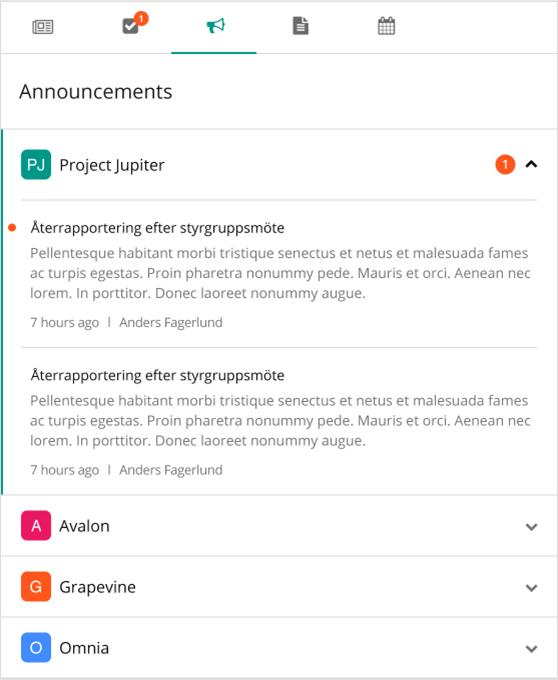 1
Announcements
PJ Project Jupiter 1
Återrapportering efter styrgruppsmöte
Pellentesque habitant morbi tristique senectus et netus et malesuada fames
ac turpis egestas. Proin pharetra nonummy pede. Mauris et orci. Aenean nec
lorem. In porttitor. Donec laoreet nonummy augue.
7 hours ago | Anders Fagerlund
Återrapportering efter styrgruppsmöte
Pellentesque habitant morbi tristique senectus et netus et malesuada fames
ac turpis egestas. Proin pharetra nonummy pede. Mauris et orci. Aenean nec
lorem. In porttitor. Donec laoreet nonummy augue.
7 hours ago | Anders Fagerlund
A Avalon
G Grapevine
O Omnia